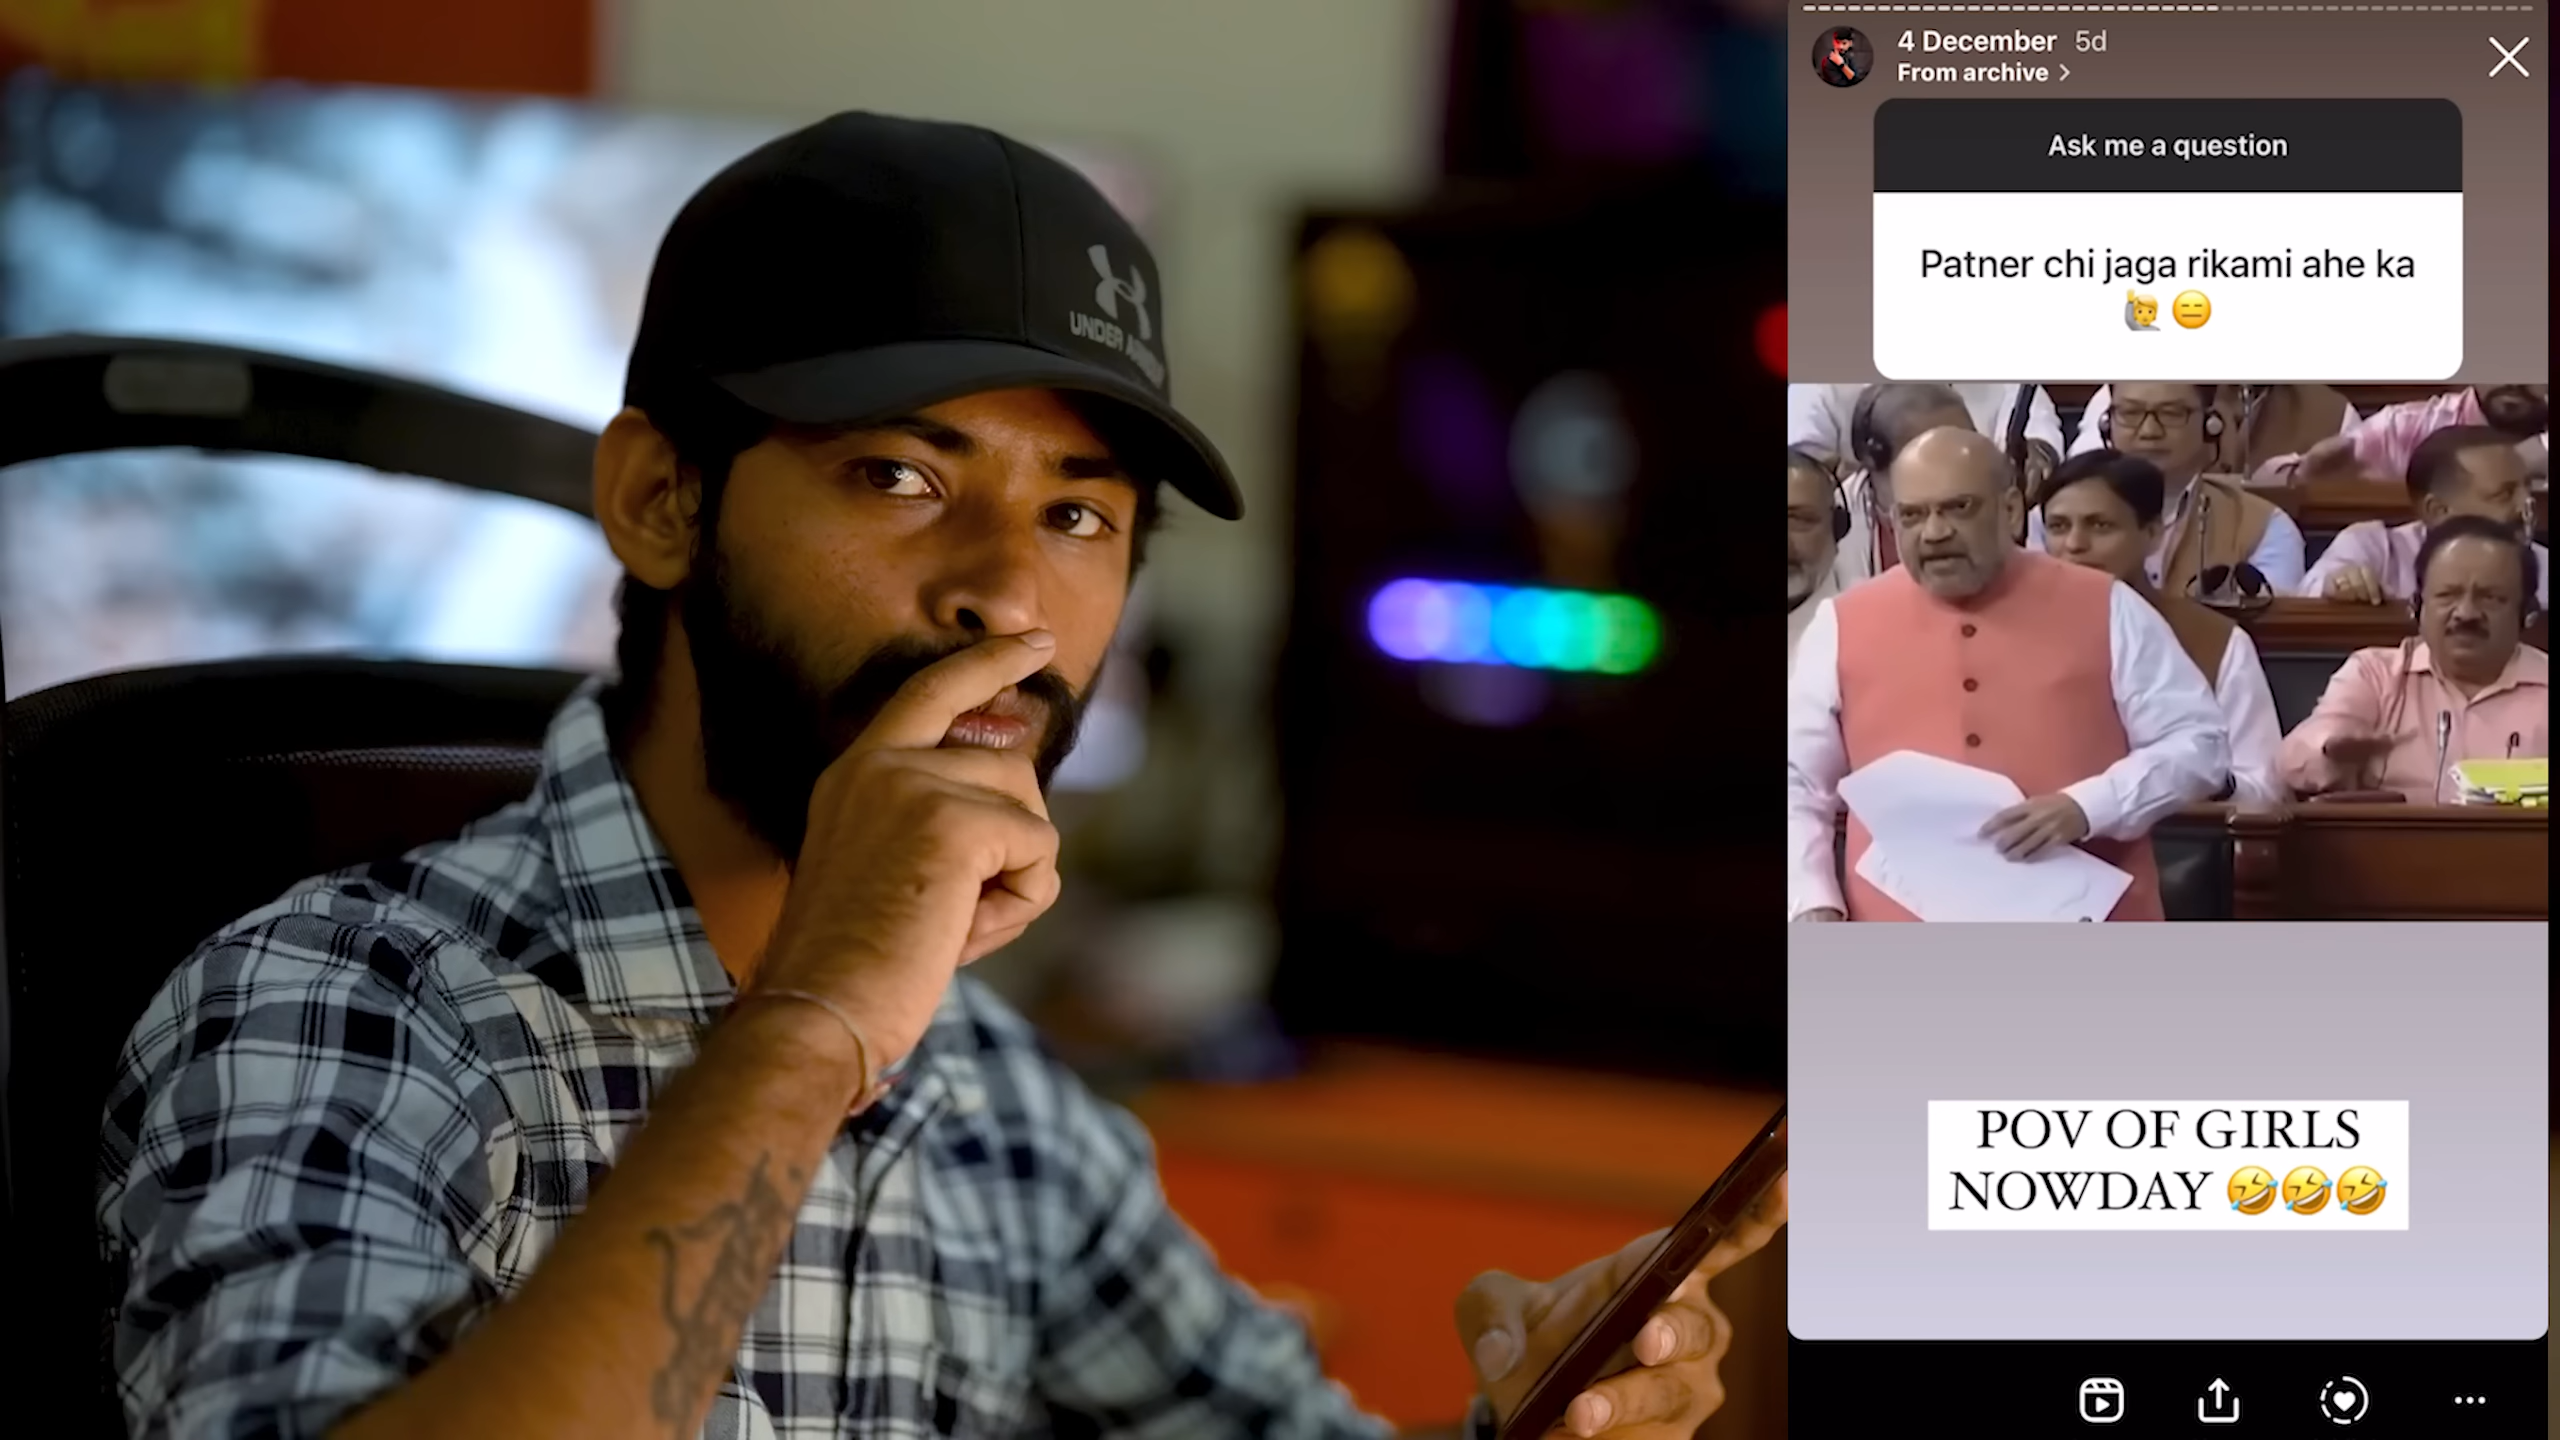 UNDER ARMOUR
4 December 5d
From archive >
Ask me a question
Patner chi jaga rikami ahe ka
🙋 😑
POV OF GIRLS
NOWDAY 🤣🤣🤣